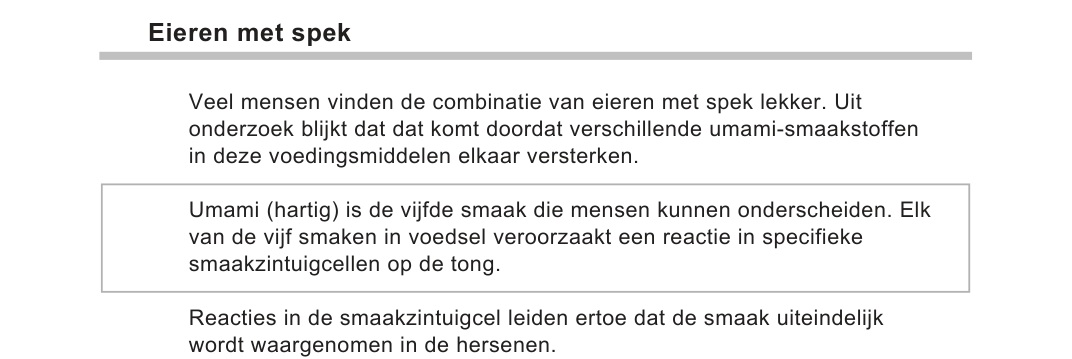 Eieren met spek
Veel mensen vinden de combinatie van eieren met spek lekker. Uit
onderzoek blijkt dat dat komt doordat verschillende umami-smaakstoffen
in deze voedingsmiddelen elkaar versterken.
Umami (hartig) is de vijfde smaak die mensen kunnen onderscheiden. Elk
van de vijf smaken in voedsel veroorzaakt een reactie in specifieke
smaakzintuigcellen op de tong.
Reacties in de smaakzintuigcel leiden ertoe dat de smaak uiteindelijk
wordt waargenomen in de hersenen.